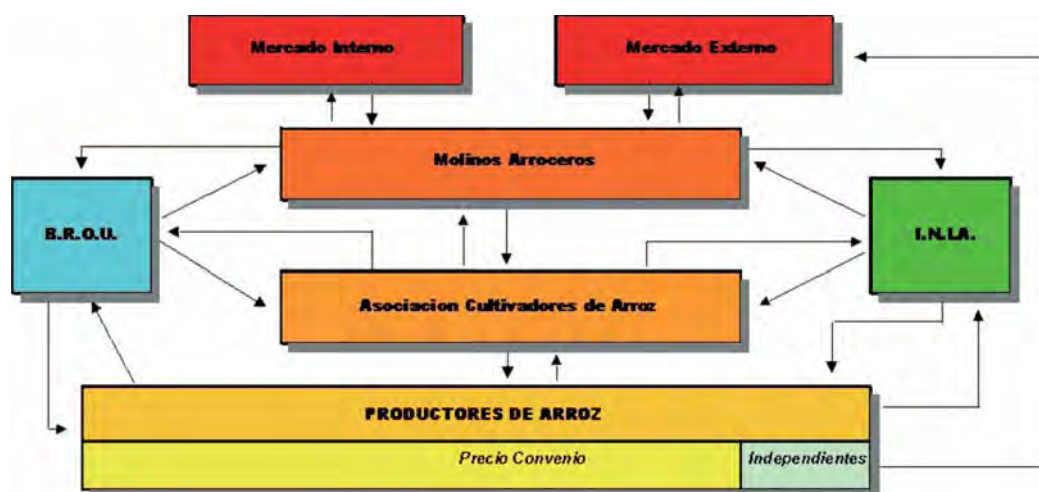 Mercado Interno
Mercado Externo
Molinos Arroceros
B.R.O.U.
I.N.I.A.
Asociacion Cultivadores de Arroz
PRODUCTORES DE ARROZ
Precio Convenio
Independientes